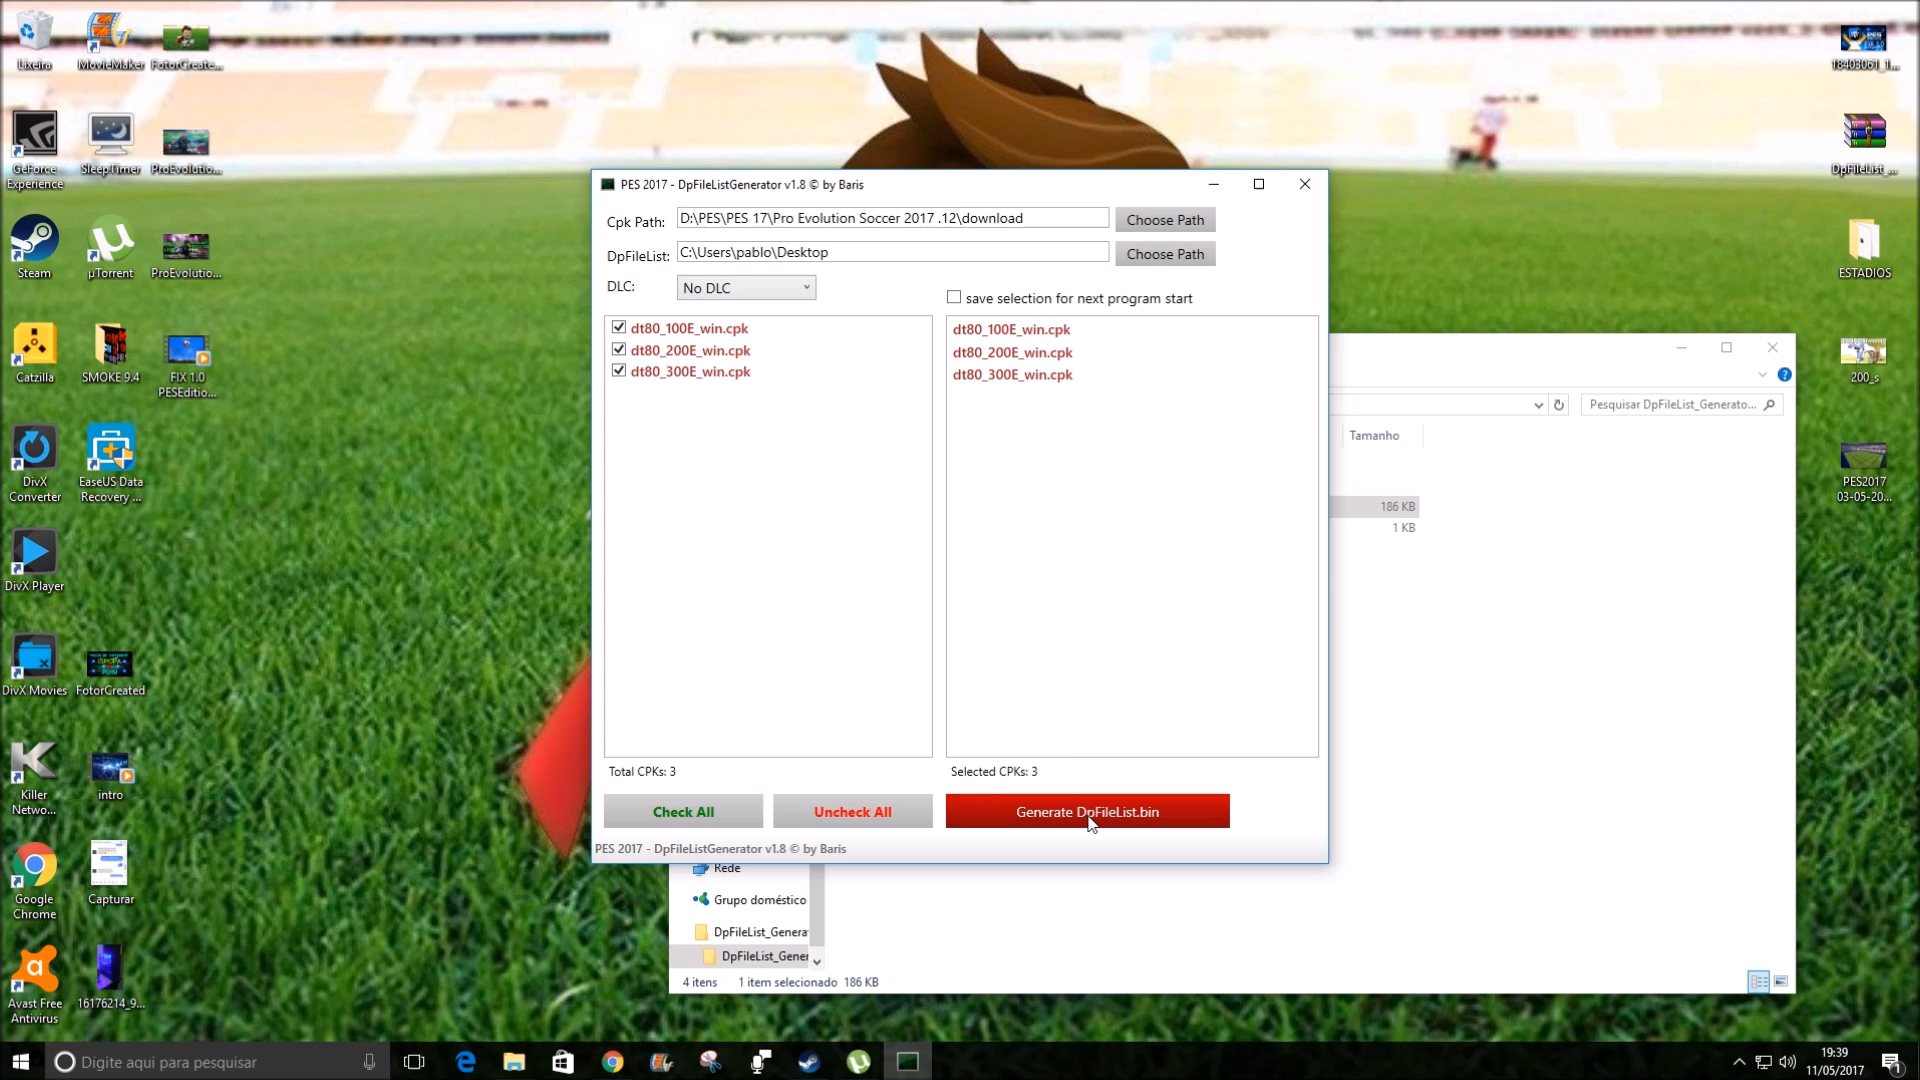 Lixeira
MovieMaker
FotorCreate...
GeForce
Experience
SleepTimer
ProEvolutio...
Steam
µTorrent
ProEvolutio...
Catzilla
SMOKE 9.4
FIX 1.0
PESEditio...
DivX
Converter
EaseUS Data
Recovery ...
DivX Player
DivX Movies
FotorCreated
Killer
Netwo...
intro
Google
Chrome
Capturar
Avast Free
Antivirus
16176214_9...
18403061_1...
DpFileList_...
ESTADIOS
200_s
PES2017
03-05-20...
PES 2017 - DpFileListGenerator v1.8 © by Baris
Cpk Path:
D:\PES\PES 17\Pro Evolution Soccer 2017 .12\download
Choose Path
DpFileList:
C:\Users\pablo\Desktop
Choose Path
DLC:
No DLC
save selection for next program start
dt80_100E_win.cpk
dt80_200E_win.cpk
dt80_300E_win.cpk
dt80_100E_win.cpk
dt80_200E_win.cpk
dt80_300E_win.cpk
Total CPKs: 3
Selected CPKs: 3
Check All
Uncheck All
Generate DpFileList.bin
PES 2017 - DpFileListGenerator v1.8 © by Baris
Pesquisar DpFileList_Generato...
Tamanho
186 KB
1 KB
Rede
Grupo doméstico
DpFileList_Genera
DpFileList_Gener
4 itens
1 item selecionado 186 KB
Digite aqui para pesquisar
19:39
11/05/2017
1